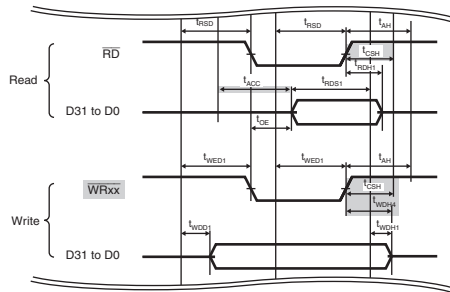 tRSD tRSD tAH
RD
tCSH
Read
tRDH1
tACC tRDS1
D31 to D0
tOE
tWED1 tWED1 tAH
WRxx
tCSH
tWDH4
Write
tWDD1 tWDH1
D31 to D0